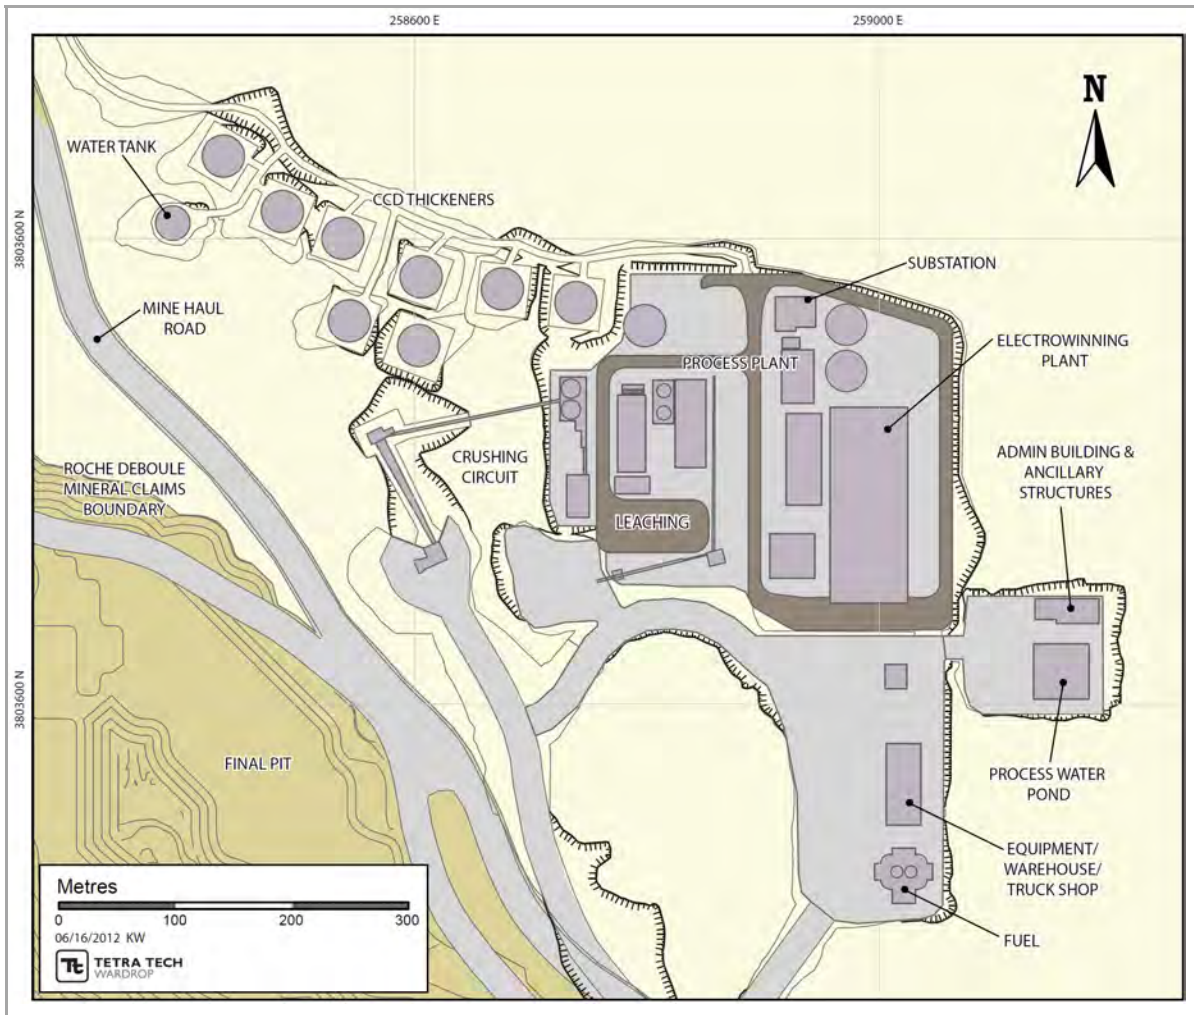 258600 E
259000 E
N
WATER TANK
CCD THICKENERS
3803600 N
SUBSTATION
MINE HAUL
ROAD
ELECTROWINNING
PLANT
PROCESS PLANT
ROCHE DEBOULE
MINERAL CLAIMS
BOUNDARY
CRUSHING
CIRCUIT
ADMIN BUILDING &
ANCILLARY
STRUCTURES
LEACHING
3803600 N
FINAL PIT
PROCESS WATER
POND
EQUIPMENT/
WAREHOUSE/
TRUCK SHOP
FUEL
Metres
0 100 200 300
06/16/2012 KW
Tt TETRA TECH
WARDROP